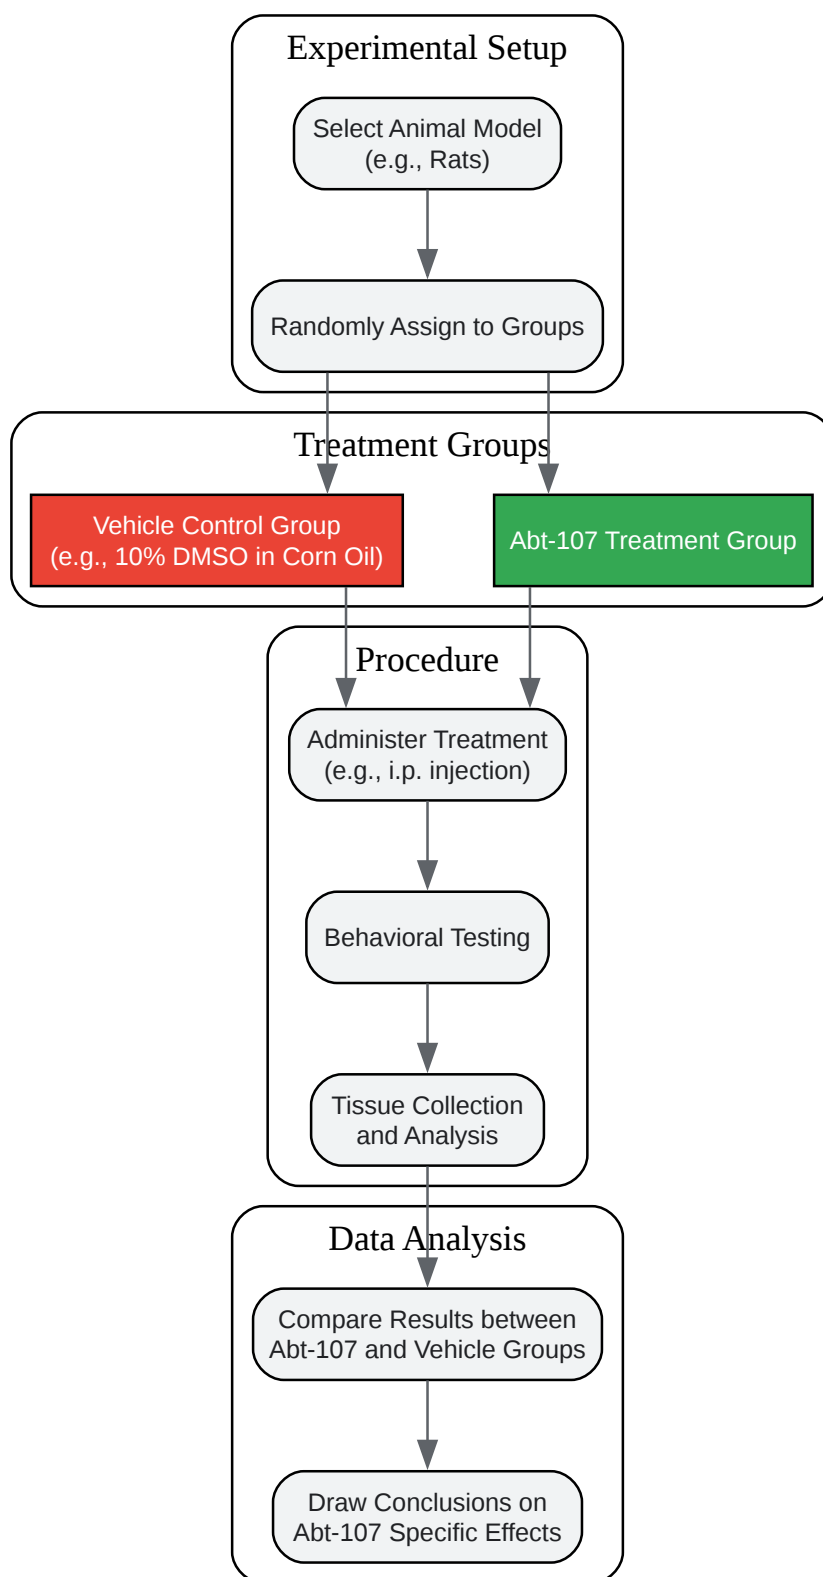 Experimental Setup
Select Animal Model
(e.g., Rats)
Randomly Assign to Groups
Treatment Groups
Vehicle Control Group
(e.g., 10% DMSO in Corn Oil)
Abt-107 Treatment Group
Procedure
Administer Treatment
(e.g., i.p. injection)
Behavioral Testing
Tissue Collection
and Analysis
Data Analysis
Compare Results between
Abt-107 and Vehicle Groups
Draw Conclusions on
Abt-107 Specific Effects